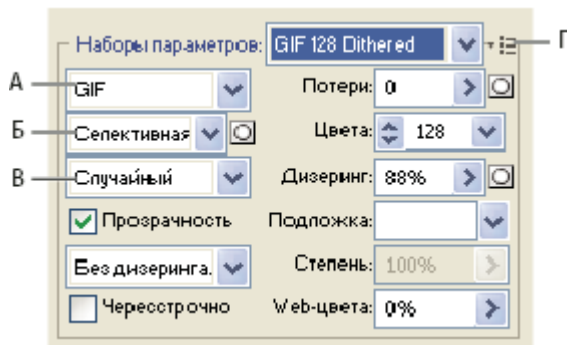 Наборы параметров: GIF 128 Dithered Г
А GIF Потери: 0
Б Селективная Цвета: 128
В Случайный Дизеринг: 88%
Прозрачность Подложка:
Без дизеринга. Степень: 100%
Чересстрочно Web-цвета: 0%